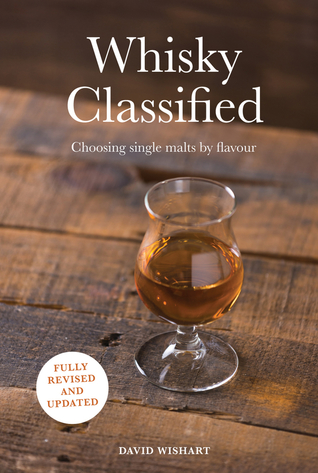 Whisky
Classified
Choosing single malts by flavour
FULLY
REVISED
AND
UPDATED
DAVID WISHART